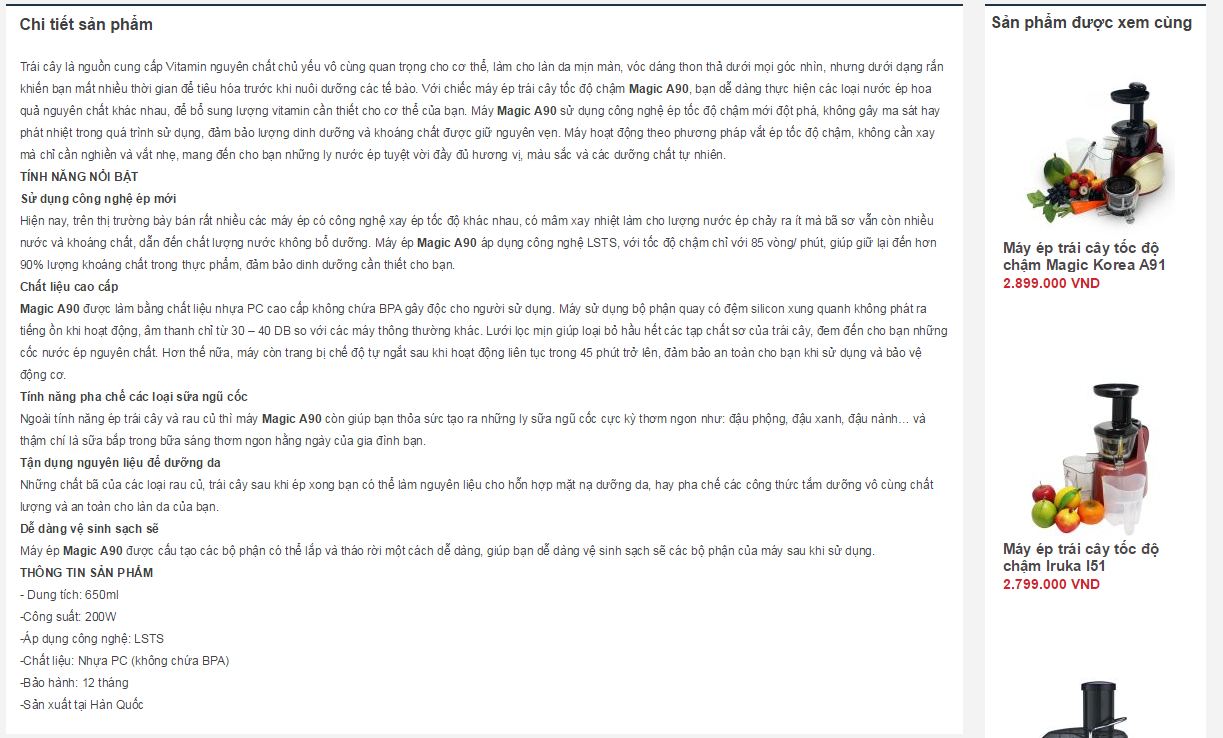 Chi tiết sản phẩm
Trái cây là nguồn cung cấp Vitamin nguyên chất chủ yếu vô cùng quan trọng cho cơ thể, làm cho làn da mịn màn, vóc dáng thon thả dưới mọi góc nhìn, nhưng dưới dạng rắn
khiến bạn mất nhiều thời gian để tiêu hóa trước khi nuôi dưỡng các tế bào. Với chiếc máy ép trái cây tốc độ chậm Magic A90, bạn dễ dàng thực hiện các loại nước ép hoa
quả nguyên chất khác nhau, để bổ sung lượng vitamin cần thiết cho cơ thể của bạn. Máy Magic A90 sử dụng công nghệ ép tốc độ chậm mới đột phá, không gây ma sát hay
phát nhiệt trong quá trình sử dụng, đảm bảo lượng dinh dưỡng và khoáng chất được giữ nguyên vẹn. Máy hoạt động theo phương pháp vắt ép tốc độ chậm, không cần xay
mà chỉ cần nghiền và vắt nhẹ, mang đến cho bạn những ly nước ép tuyệt vời đầy đủ hương vị, màu sắc và các dưỡng chất tự nhiên.
TÍNH NĂNG NỔI BẬT
Sử dụng công nghệ ép mới
Hiện nay, trên thị trường bày bán rất nhiều các máy ép có công nghệ xay ép tốc độ khác nhau, có mâm xay nhiệt làm cho lượng nước ép chảy ra ít mà bã sơ vẫn còn nhiều
nước và khoáng chất, dẫn đến chất lượng nước không bổ dưỡng. Máy ép Magic A90 áp dụng công nghệ LSTS, với tốc độ chậm chỉ với 85 vòng/ phút, giúp giữ lại đến hơn
90% lượng khoáng chất trong thực phẩm, đảm bảo dinh dưỡng cần thiết cho bạn.
Chất liệu cao cấp
Magic A90 được làm bằng chất liệu nhựa PC cao cấp không chứa BPA gây độc cho người sử dụng. Máy sử dụng bộ phận quay có đệm silicon xung quanh không phát ra
tiếng ồn khi hoạt động, âm thanh chỉ từ 30 – 40 DB so với các máy thông thường khác. Lưới lọc mịn giúp loại bỏ hầu hết các tạp chất sơ của trái cây, đem đến cho bạn những
cốc nước ép nguyên chất. Hơn thế nữa, máy còn trang bị chế độ tự ngắt sau khi hoạt động liên tục trong 45 phút trở lên, đảm bảo an toàn cho bạn khi sử dụng và bảo vệ
động cơ.
Tính năng pha chế các loại sữa ngũ cốc
Ngoài tính năng ép trái cây và rau củ thì máy Magic A90 còn giúp bạn thỏa sức tạo ra những ly sữa ngũ cốc cực kỳ thơm ngon như: đậu phộng, đậu xanh, đậu nành… và
thậm chí là sữa bắp trong bữa sáng thơm ngon hằng ngày của gia đình bạn.
Tận dụng nguyên liệu để dưỡng da
Những chất bã của các loại rau củ, trái cây sau khi ép xong bạn có thể làm nguyên liệu cho hỗn hợp mặt nạ dưỡng da, hay pha chế các công thức tắm dưỡng vô cùng chất
lượng và an toàn cho làn da của bạn.
Dễ dàng vệ sinh sạch sẽ
Máy ép Magic A90 được cấu tạo các bộ phận có thể lắp và tháo rời một cách dễ dàng, giúp bạn dễ dàng vệ sinh sạch sẽ các bộ phận của máy sau khi sử dụng.
THÔNG TIN SẢN PHẨM
- Dung tích: 650ml
-Công suất: 200W
-Áp dụng công nghệ: LSTS
-Chất liệu: Nhựa PC (không chứa BPA)
-Bảo hành: 12 tháng
-Sản xuất tại Hàn Quốc
Sản phẩm được xem cùng
Máy ép trái cây tốc độ
chậm Magic Korea A91
2.899.000 VND
Máy ép trái cây tốc độ
chậm Iruka I51
2.799.000 VND